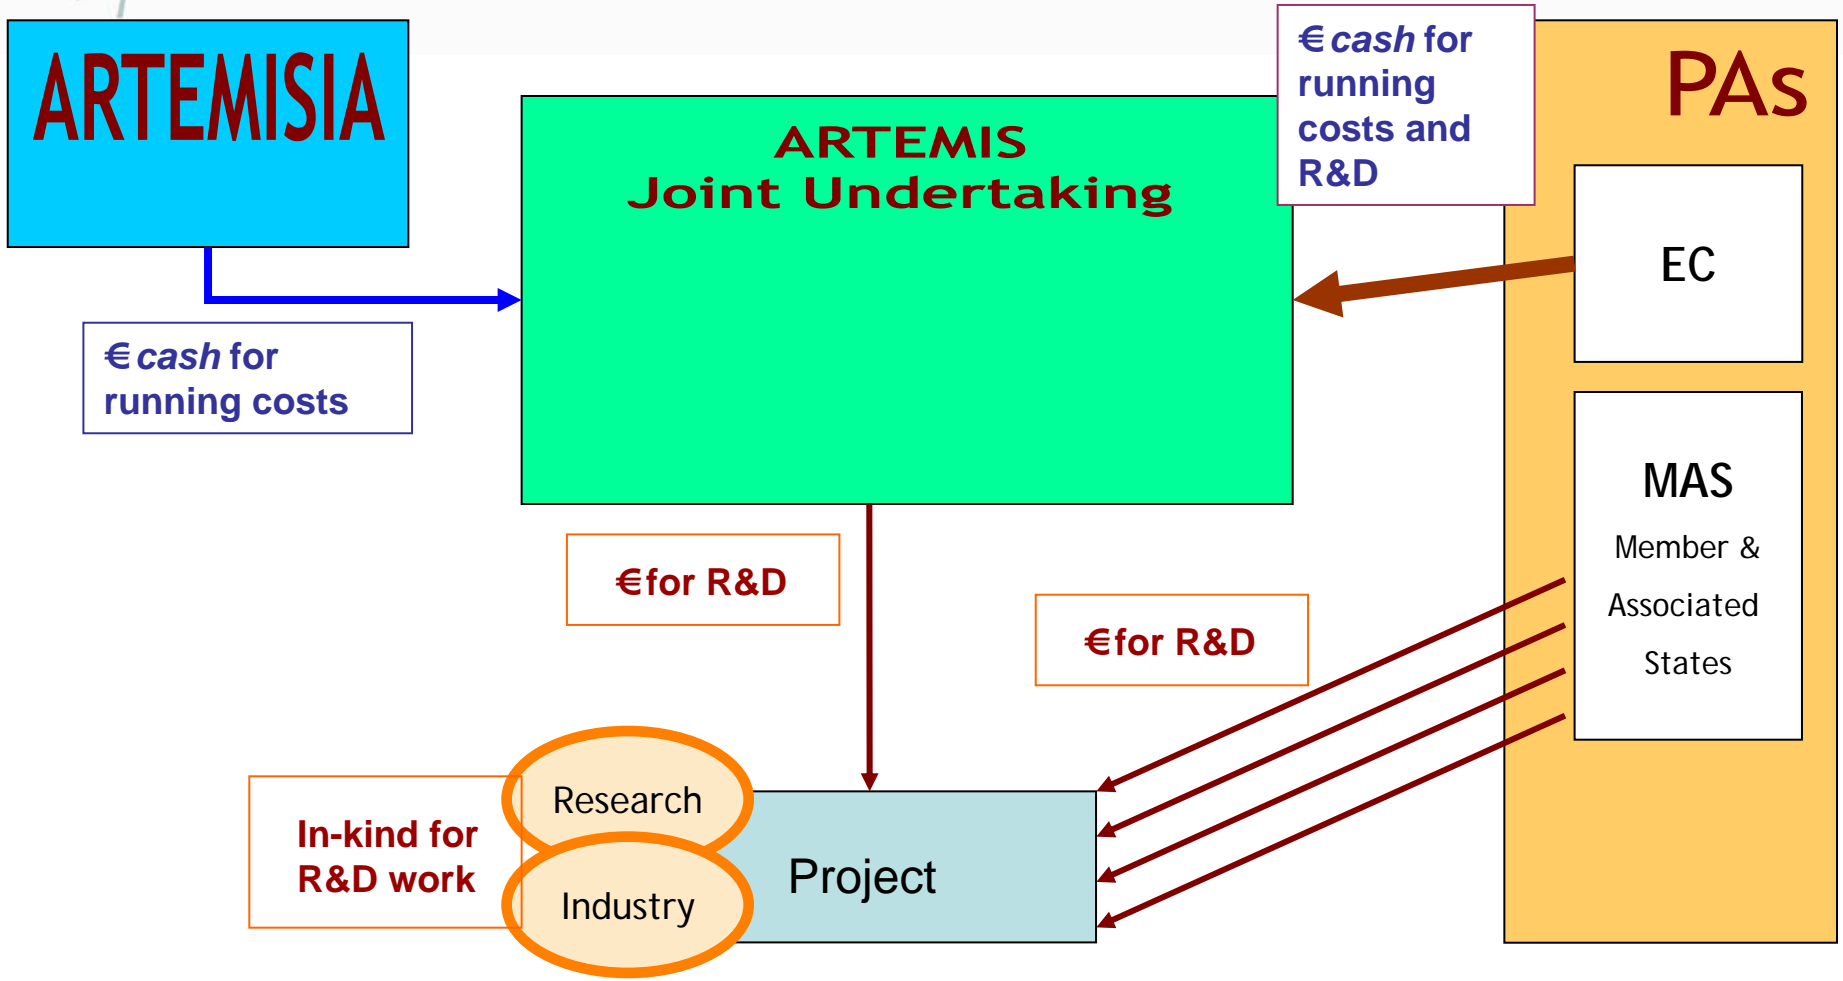 ARTEMISIA
€ cash for
running costs
ARTEMIS
Joint Undertaking
€ cash for
running
costs and
R&D
PAs
EC
MAS
Member &
Associated
States
€ for R&D
€ for R&D
In-kind for
R&D work
Research
Industry
Project